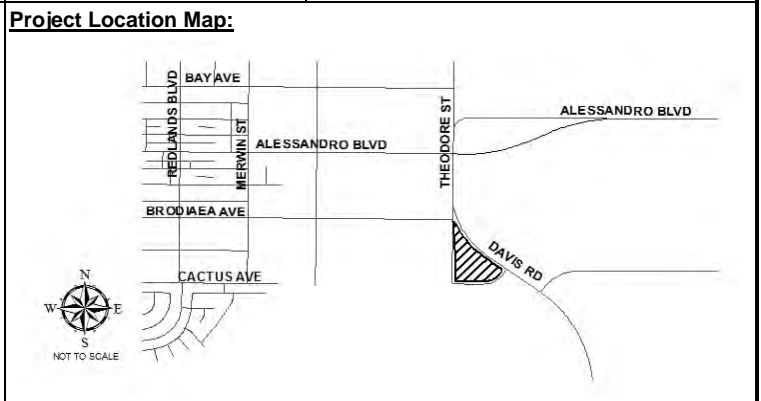 Project Location Map:
REDLANDS BLVD
BAY AVE
MERWIN ST
ALESSANDRO BLVD
THEODORE ST
ALESSANDRO BLVD
BRODIAEA AVE
DAVIS RD
CACTUS AVE
N
W
E
S
NOT TO SCALE